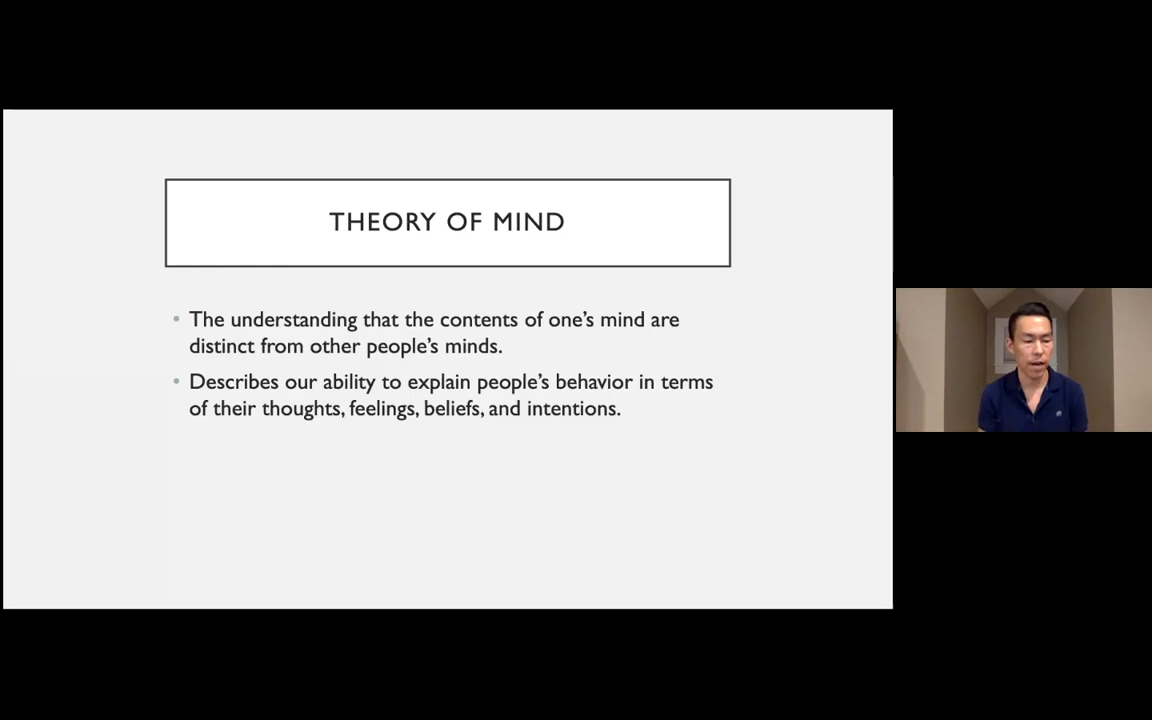 THEORY OF MIND
• The understanding that the contents of one’s mind are
distinct from other people’s minds.
• Describes our ability to explain people’s behavior in terms
of their thoughts, feelings, beliefs, and intentions.